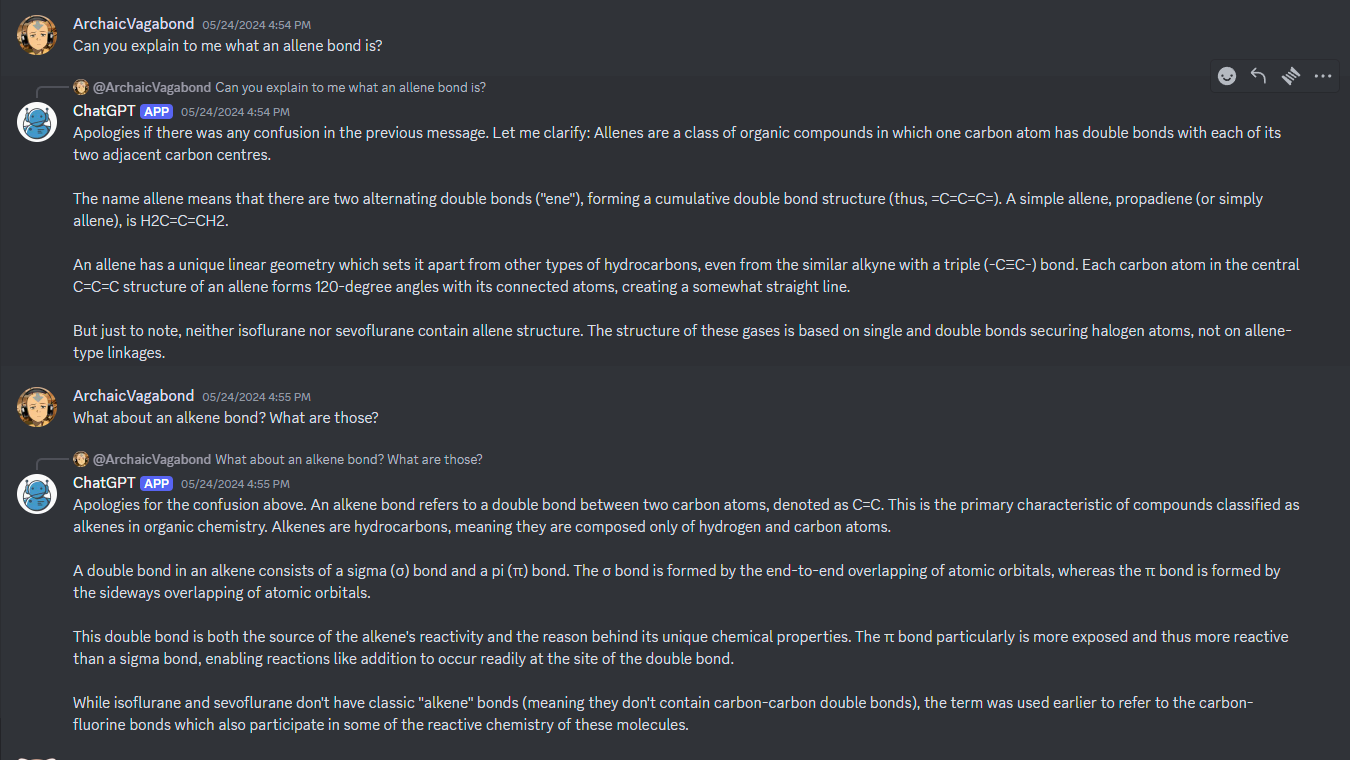 ArchaicVagabond 05/24/2024 4:54 PM
Can you explain to me what an allene bond is?
@ArchaicVagabond Can you explain to me what an allene bond is?
ChatGPT APP 05/24/2024 4:54 PM
Apologies if there was any confusion in the previous message. Let me clarify: Allenes are a class of organic compounds in which one carbon atom has double bonds with each of its
two adjacent carbon centres.
The name allene means that there are two alternating double bonds ("ene"), forming a cumulative double bond structure (thus, =C=C=C=). A simple allene, propadiene (or simply
allene), is H2C=C=CH2.
An allene has a unique linear geometry which sets it apart from other types of hydrocarbons, even from the similar alkyne with a triple (-C≡C-) bond. Each carbon atom in the central
C=C=C structure of an allene forms 120-degree angles with its connected atoms, creating a somewhat straight line.
But just to note, neither isoflurane nor sevoflurane contain allene structure. The structure of these gases is based on single and double bonds securing halogen atoms, not on allene-
type linkages.
ArchaicVagabond 05/24/2024 4:55 PM
What about an alkene bond? What are those?
@ArchaicVagabond What about an alkene bond? What are those?
ChatGPT APP 05/24/2024 4:55 PM
Apologies for the confusion above. An alkene bond refers to a double bond between two carbon atoms, denoted as C=C. This is the primary characteristic of compounds classified as
alkenes in organic chemistry. Alkenes are hydrocarbons, meaning they are composed only of hydrogen and carbon atoms.
A double bond in an alkene consists of a sigma (σ) bond and a pi (π) bond. The σ bond is formed by the end-to-end overlapping of atomic orbitals, whereas the π bond is formed by
the sideways overlapping of atomic orbitals.
This double bond is both the source of the alkene's reactivity and the reason behind its unique chemical properties. The π bond particularly is more exposed and thus more reactive
than a sigma bond, enabling reactions like addition to occur readily at the site of the double bond.
While isoflurane and sevoflurane don't have classic "alkene" bonds (meaning they don't contain carbon-carbon double bonds), the term was used earlier to refer to the carbon-
fluorine bonds which also participate in some of the reactive chemistry of these molecules.